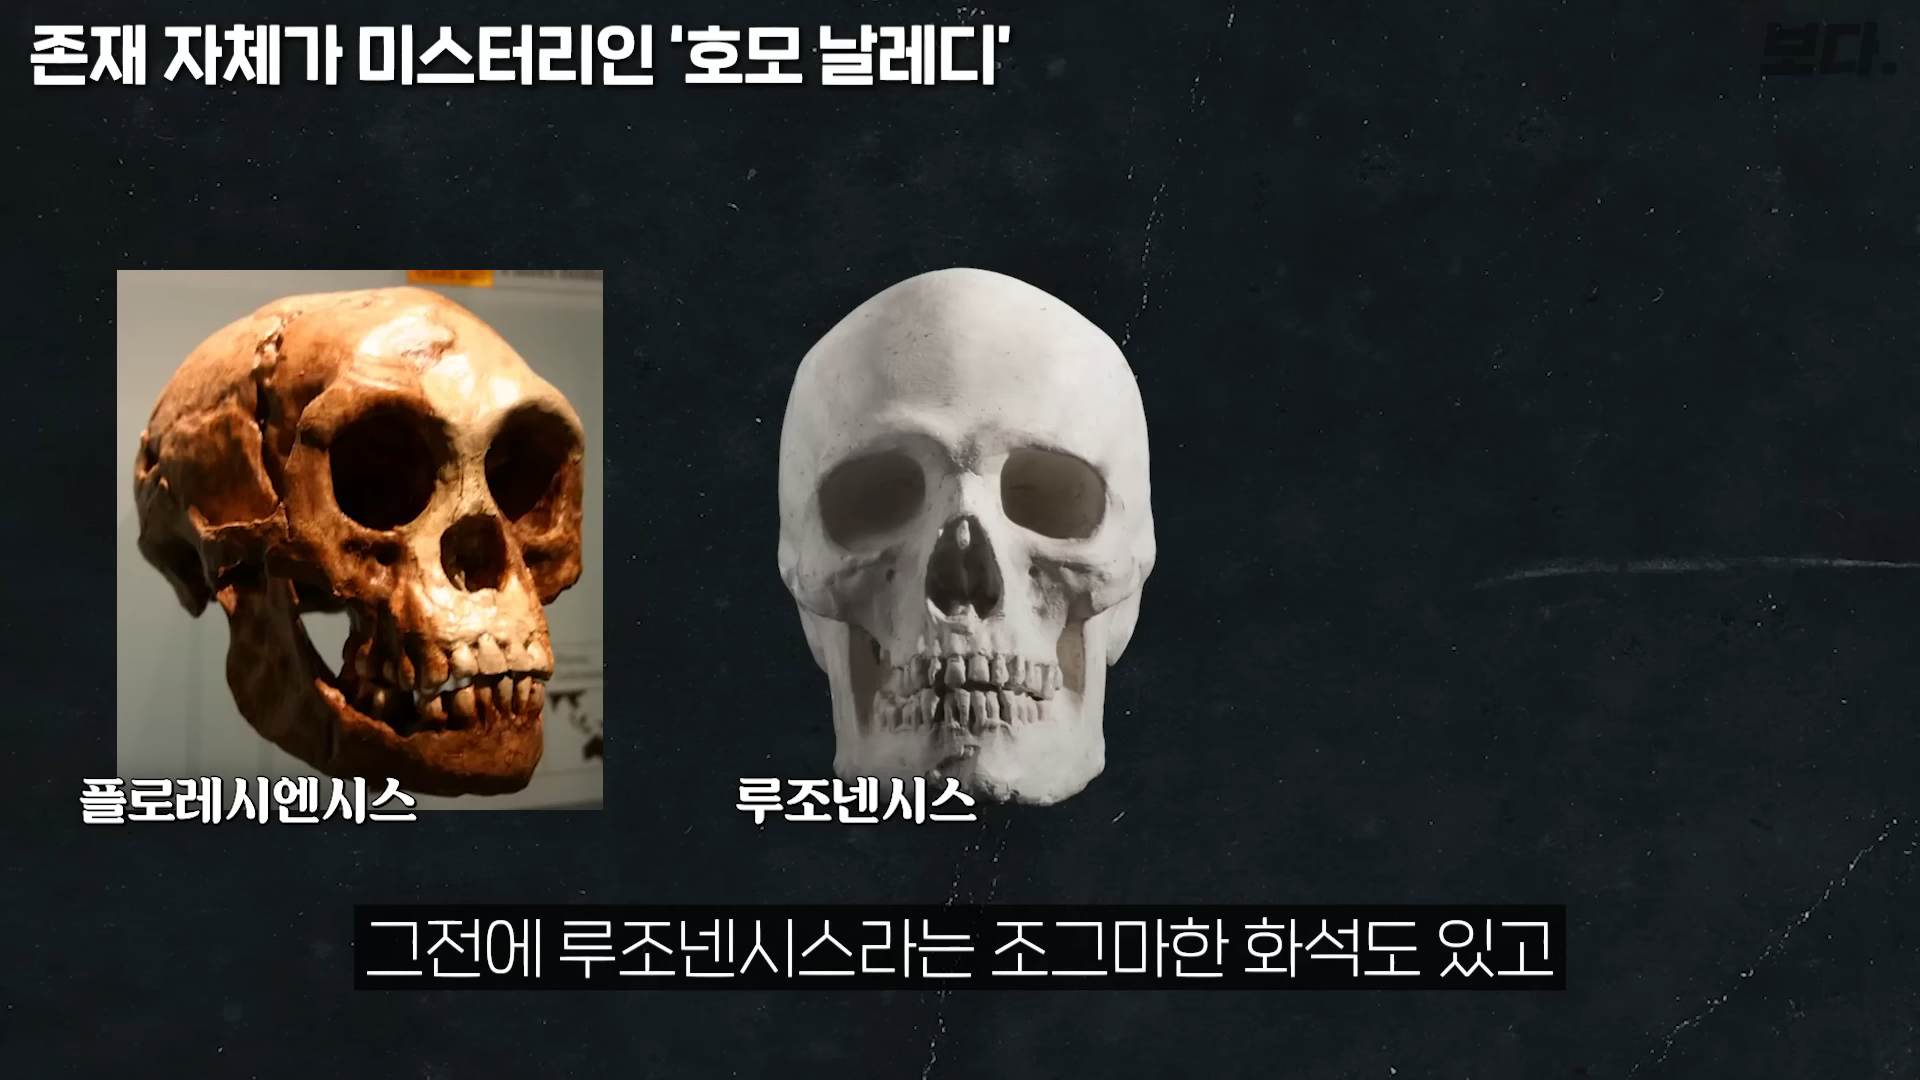 존재 자체가 미스터리인 '호모 날레디'
보다.
플로레시엔시스
루조넨시스
그전에 루조넨시스라는 조그마한 화석도 있고